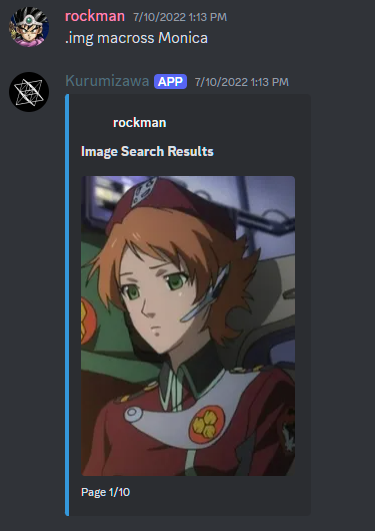 rockman 7/10/2022 1:13 PM
.img macross Monica
Kurumizawa APP 7/10/2022 1:13 PM
rockman
Image Search Results
Page 1/10